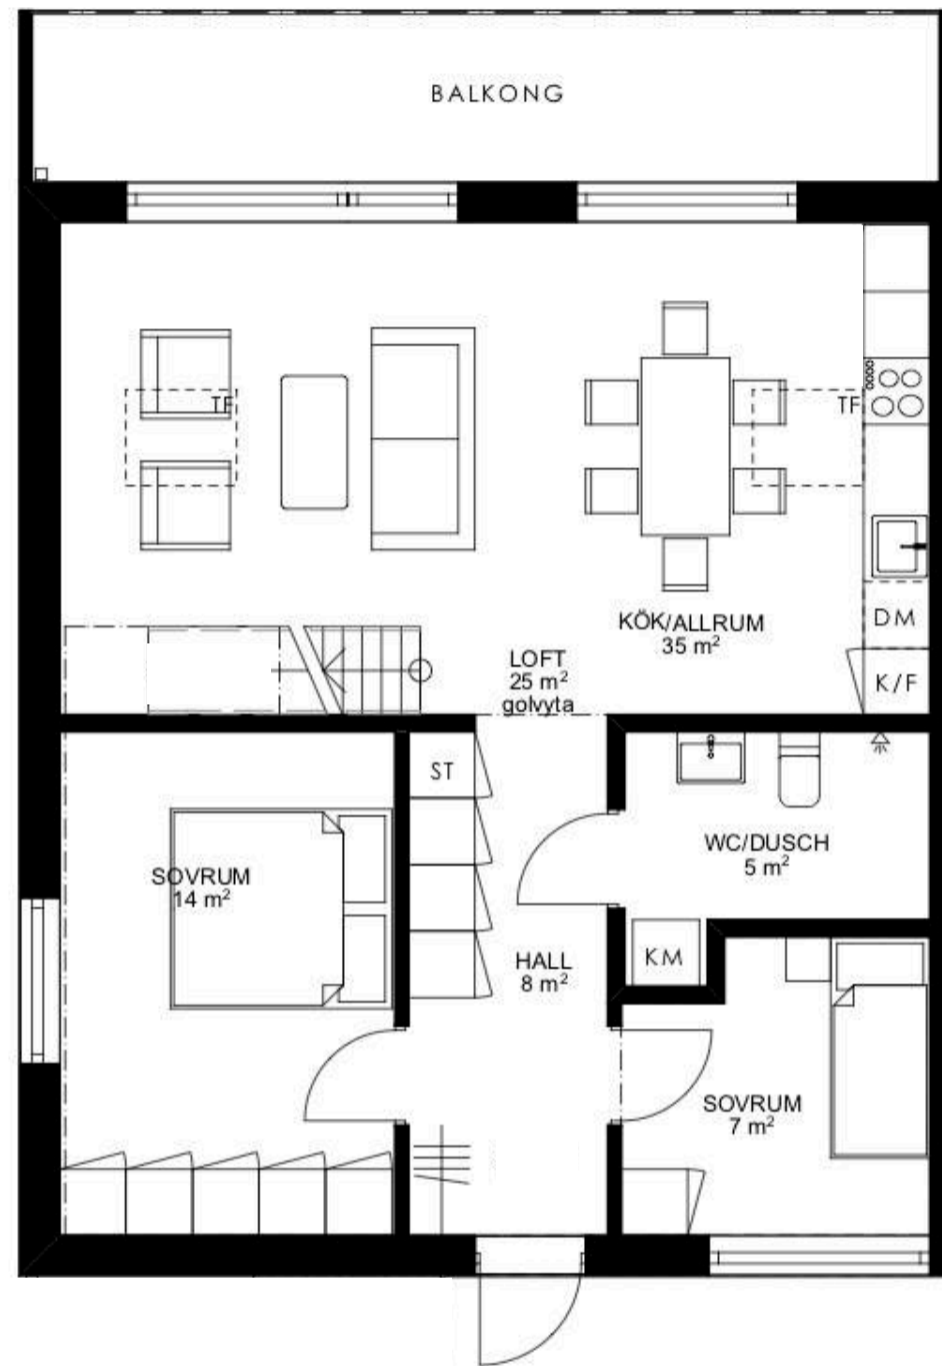 BALKONG
TF
TF
KÖK/ALLRUM
35 m²
DM
LOFT
25 m²
golvyta
K/F
ST
WC/DUSCH
5 m²
SOVRUM
14 m²
KM
HALL
8 m²
SOVRUM
7 m²